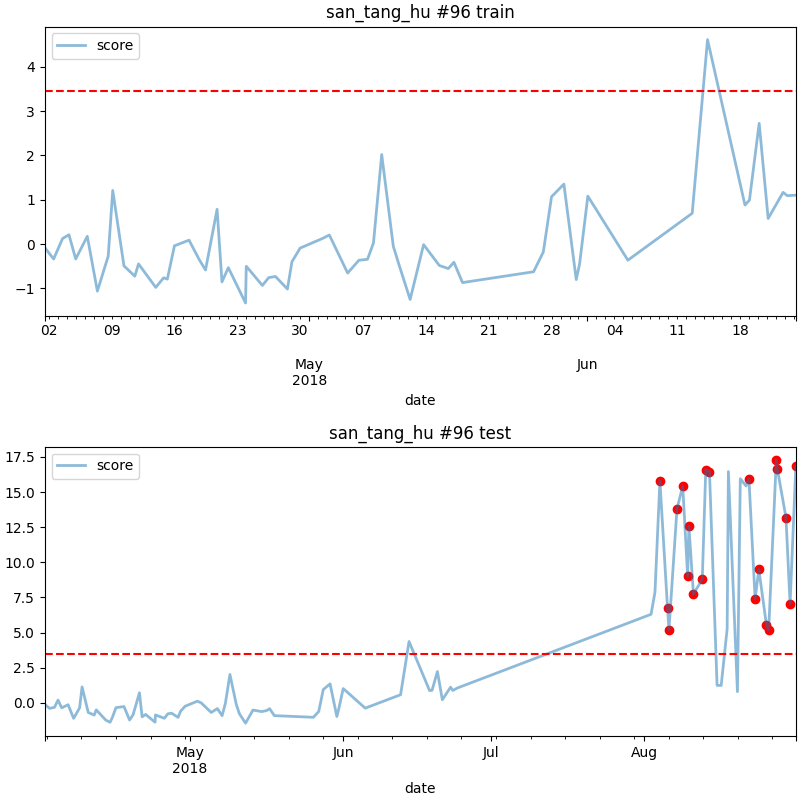 san_tang_hu #96 train
score
4
3
2
1
0
−1
02 09 16 23 30 07 14 21 28 04 11 18
May Jun
2018
date
san_tang_hu #96 test
score
17.5
15.0
12.5
10.0
7.5
5.0
2.5
0.0
May Jun Jul Aug
2018
date